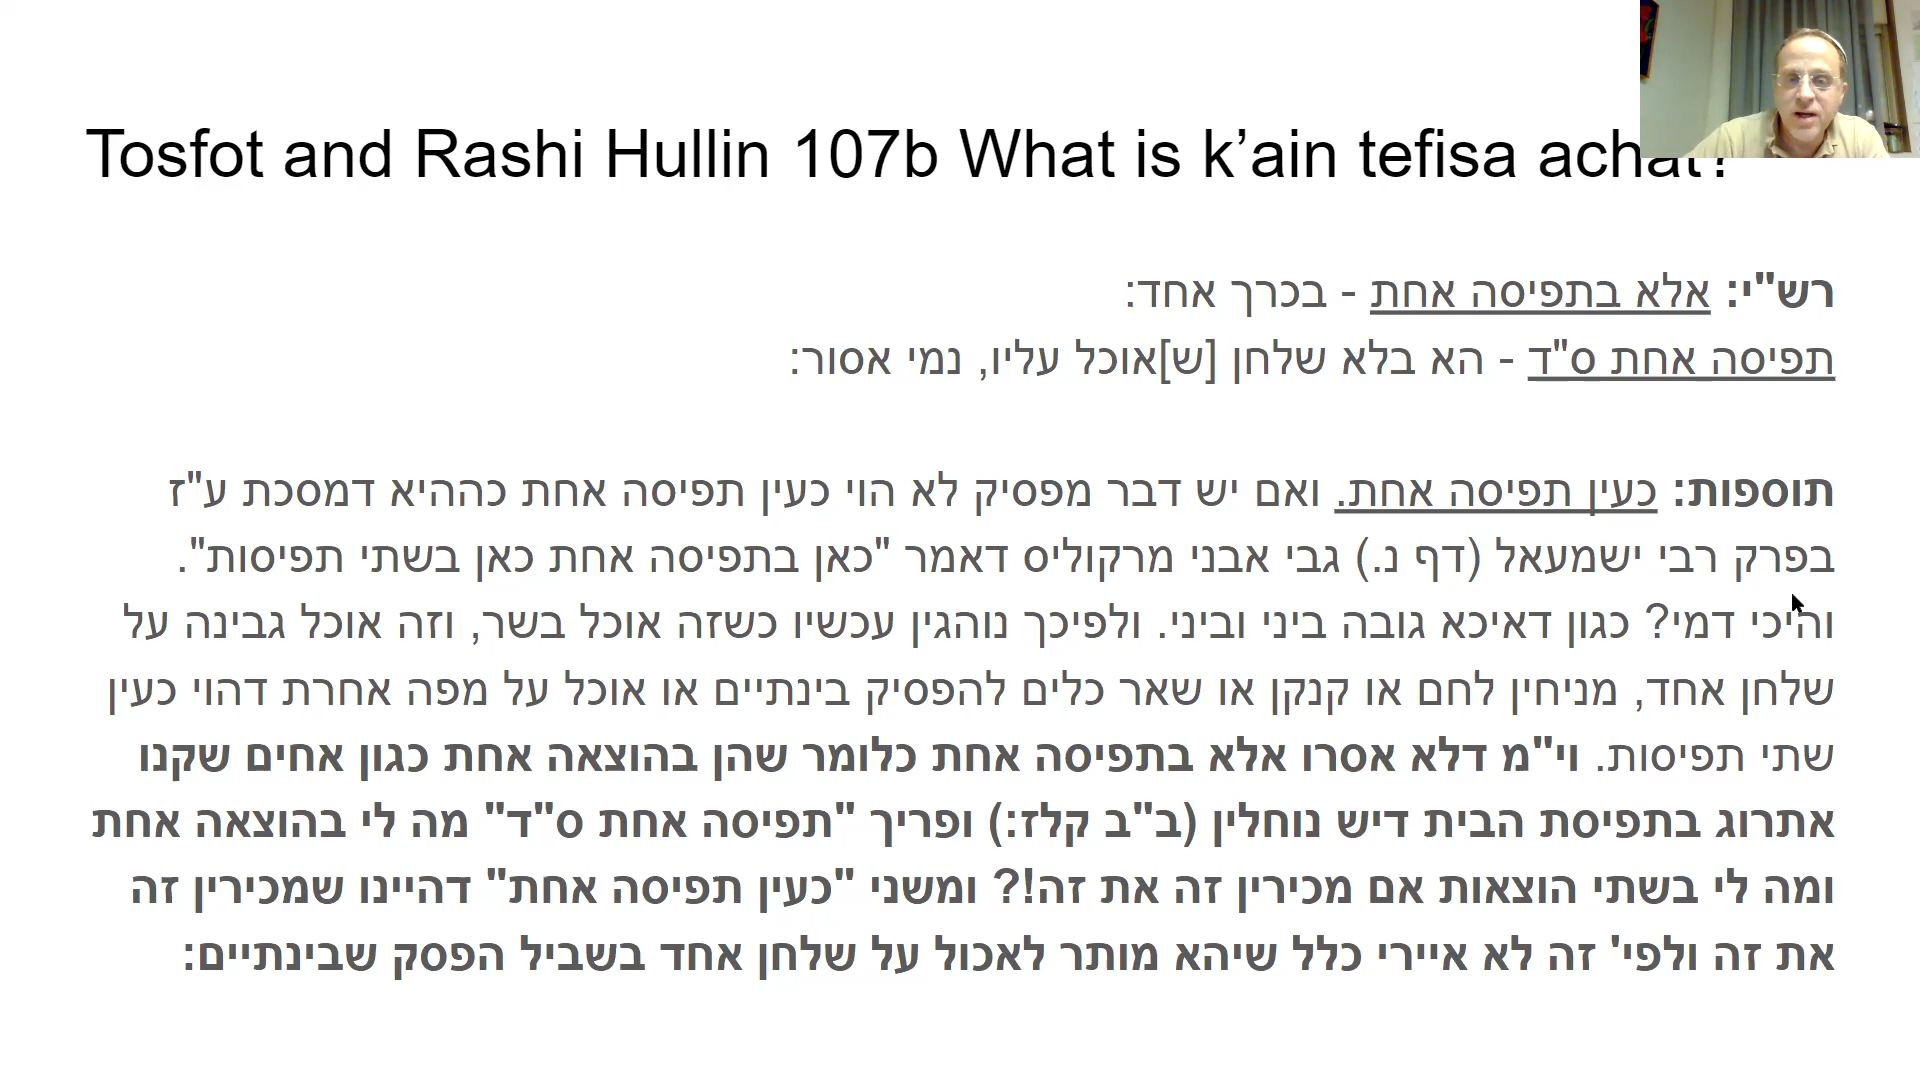 Tosfot and Rashi Hullin 107b What is k’ain tefisa achat?
רש"י: אלא בתפיסה אחת - בכרך אחד:
תפיסה אחת ס"ד - הא בלא שלחן [ש]אוכל עליו, נמי אסור:
תוספות: כעין תפיסה אחת. ואם יש דבר מפסיק לא הוי כעין תפיסה אחת כההיא דמסכת ע"ז
בפרק רבי ישמעאל (דף נ.) גבי אבני מרקוליס דאמר "כאן בתפיסה אחת כאן בשתי תפיסות".
והיכי דמי? כגון דאיכא גובה ביני וביני. ולפיכך נוהגין עכשיו כשזה אוכל בשר, וזה אוכל גבינה על
שלחן אחד, מניחין לחם או קנקן או שאר כלים להפסיק בינתיים או אוכל על מפה אחרת דהוי כעין
שתי תפיסות. וי"מ דלא אסרו אלא בתפיסה אחת כלומר שהן בהוצאה אחת כגון אחים שקנו
אתרוג בתפיסת הבית דיש נוחלין (ב"ב קלז:) ופריך "תפיסה אחת ס"ד" מה לי בהוצאה אחת
ומה לי בשתי הוצאות אם מכירין זה את זה!? ומשני "כעין תפיסה אחת" דהיינו שמכירין זה
את זה ולפי' זה לא איירי כלל שיהא מותר לאכול על שלחן אחד בשביל הפסק שבינתיים: